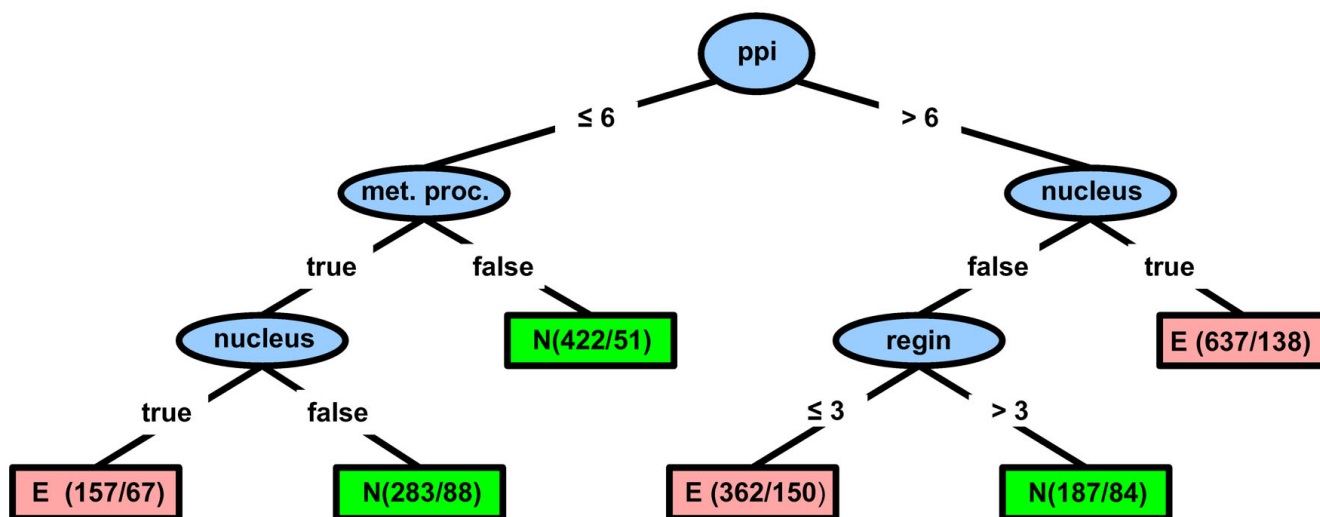 ppi
≤ 6
> 6
met. proc.
nucleus
true
false
false
true
nucleus
N(422/51)
regin
E (637/138)
true
false
≤ 3
> 3
E (157/67)
N(283/88)
E (362/150)
N(187/84)